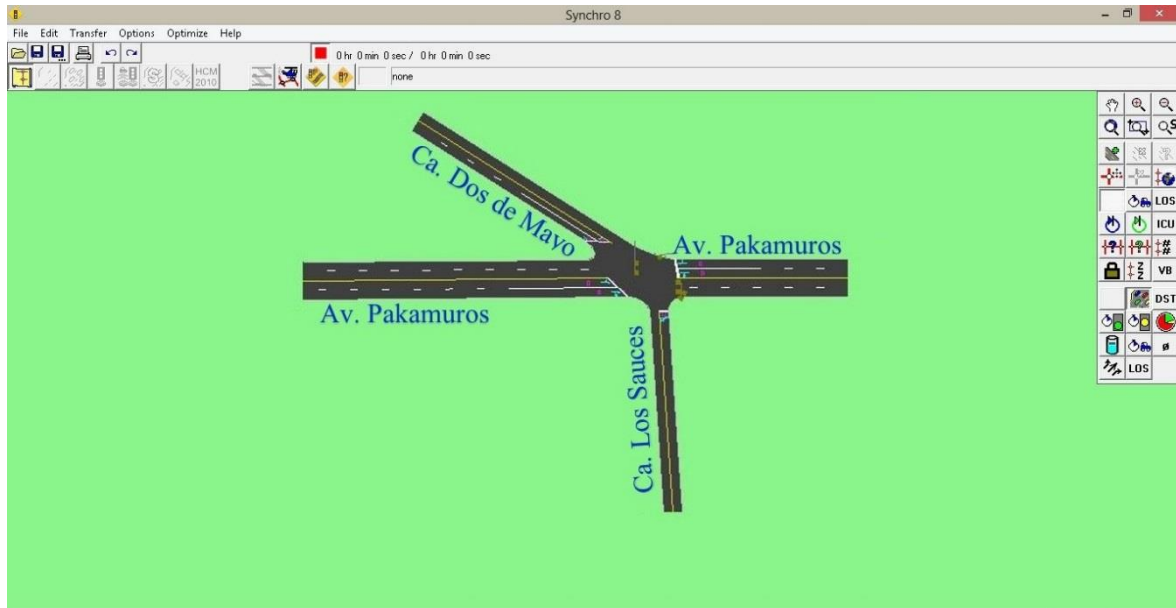 Synchro 8
File Edit Transfer Options Optimize Help
0 hr 0 min 0 sec / 0 hr 0 min 0 sec
HCM 2010
none
Ca. Dos de Mayo
Av. Pakamuros
Av. Pakamuros
Ca. Los Sauces
LOS
ICU
VB
DST
ø
LOS